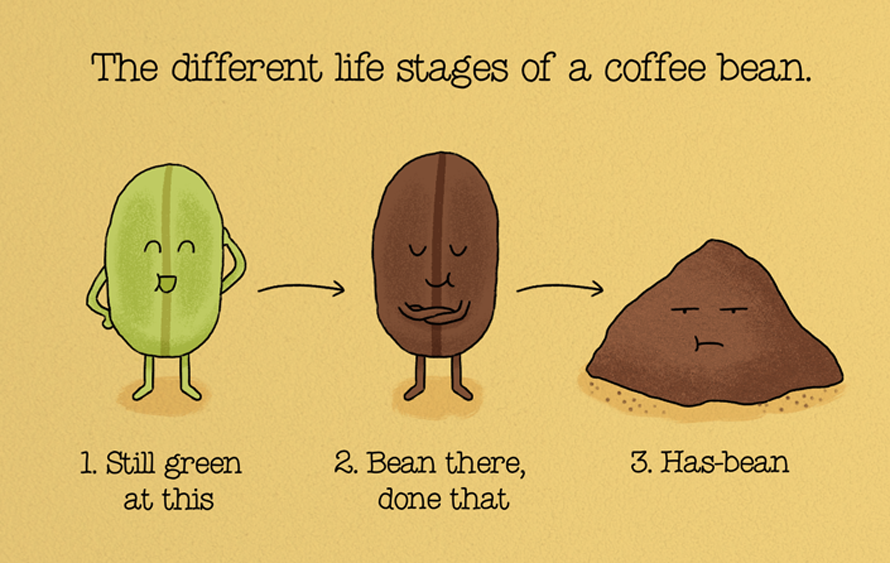 The different life stages of a coffee bean.
1. Still green
at this
2. Bean there,
done that
3. Has-bean